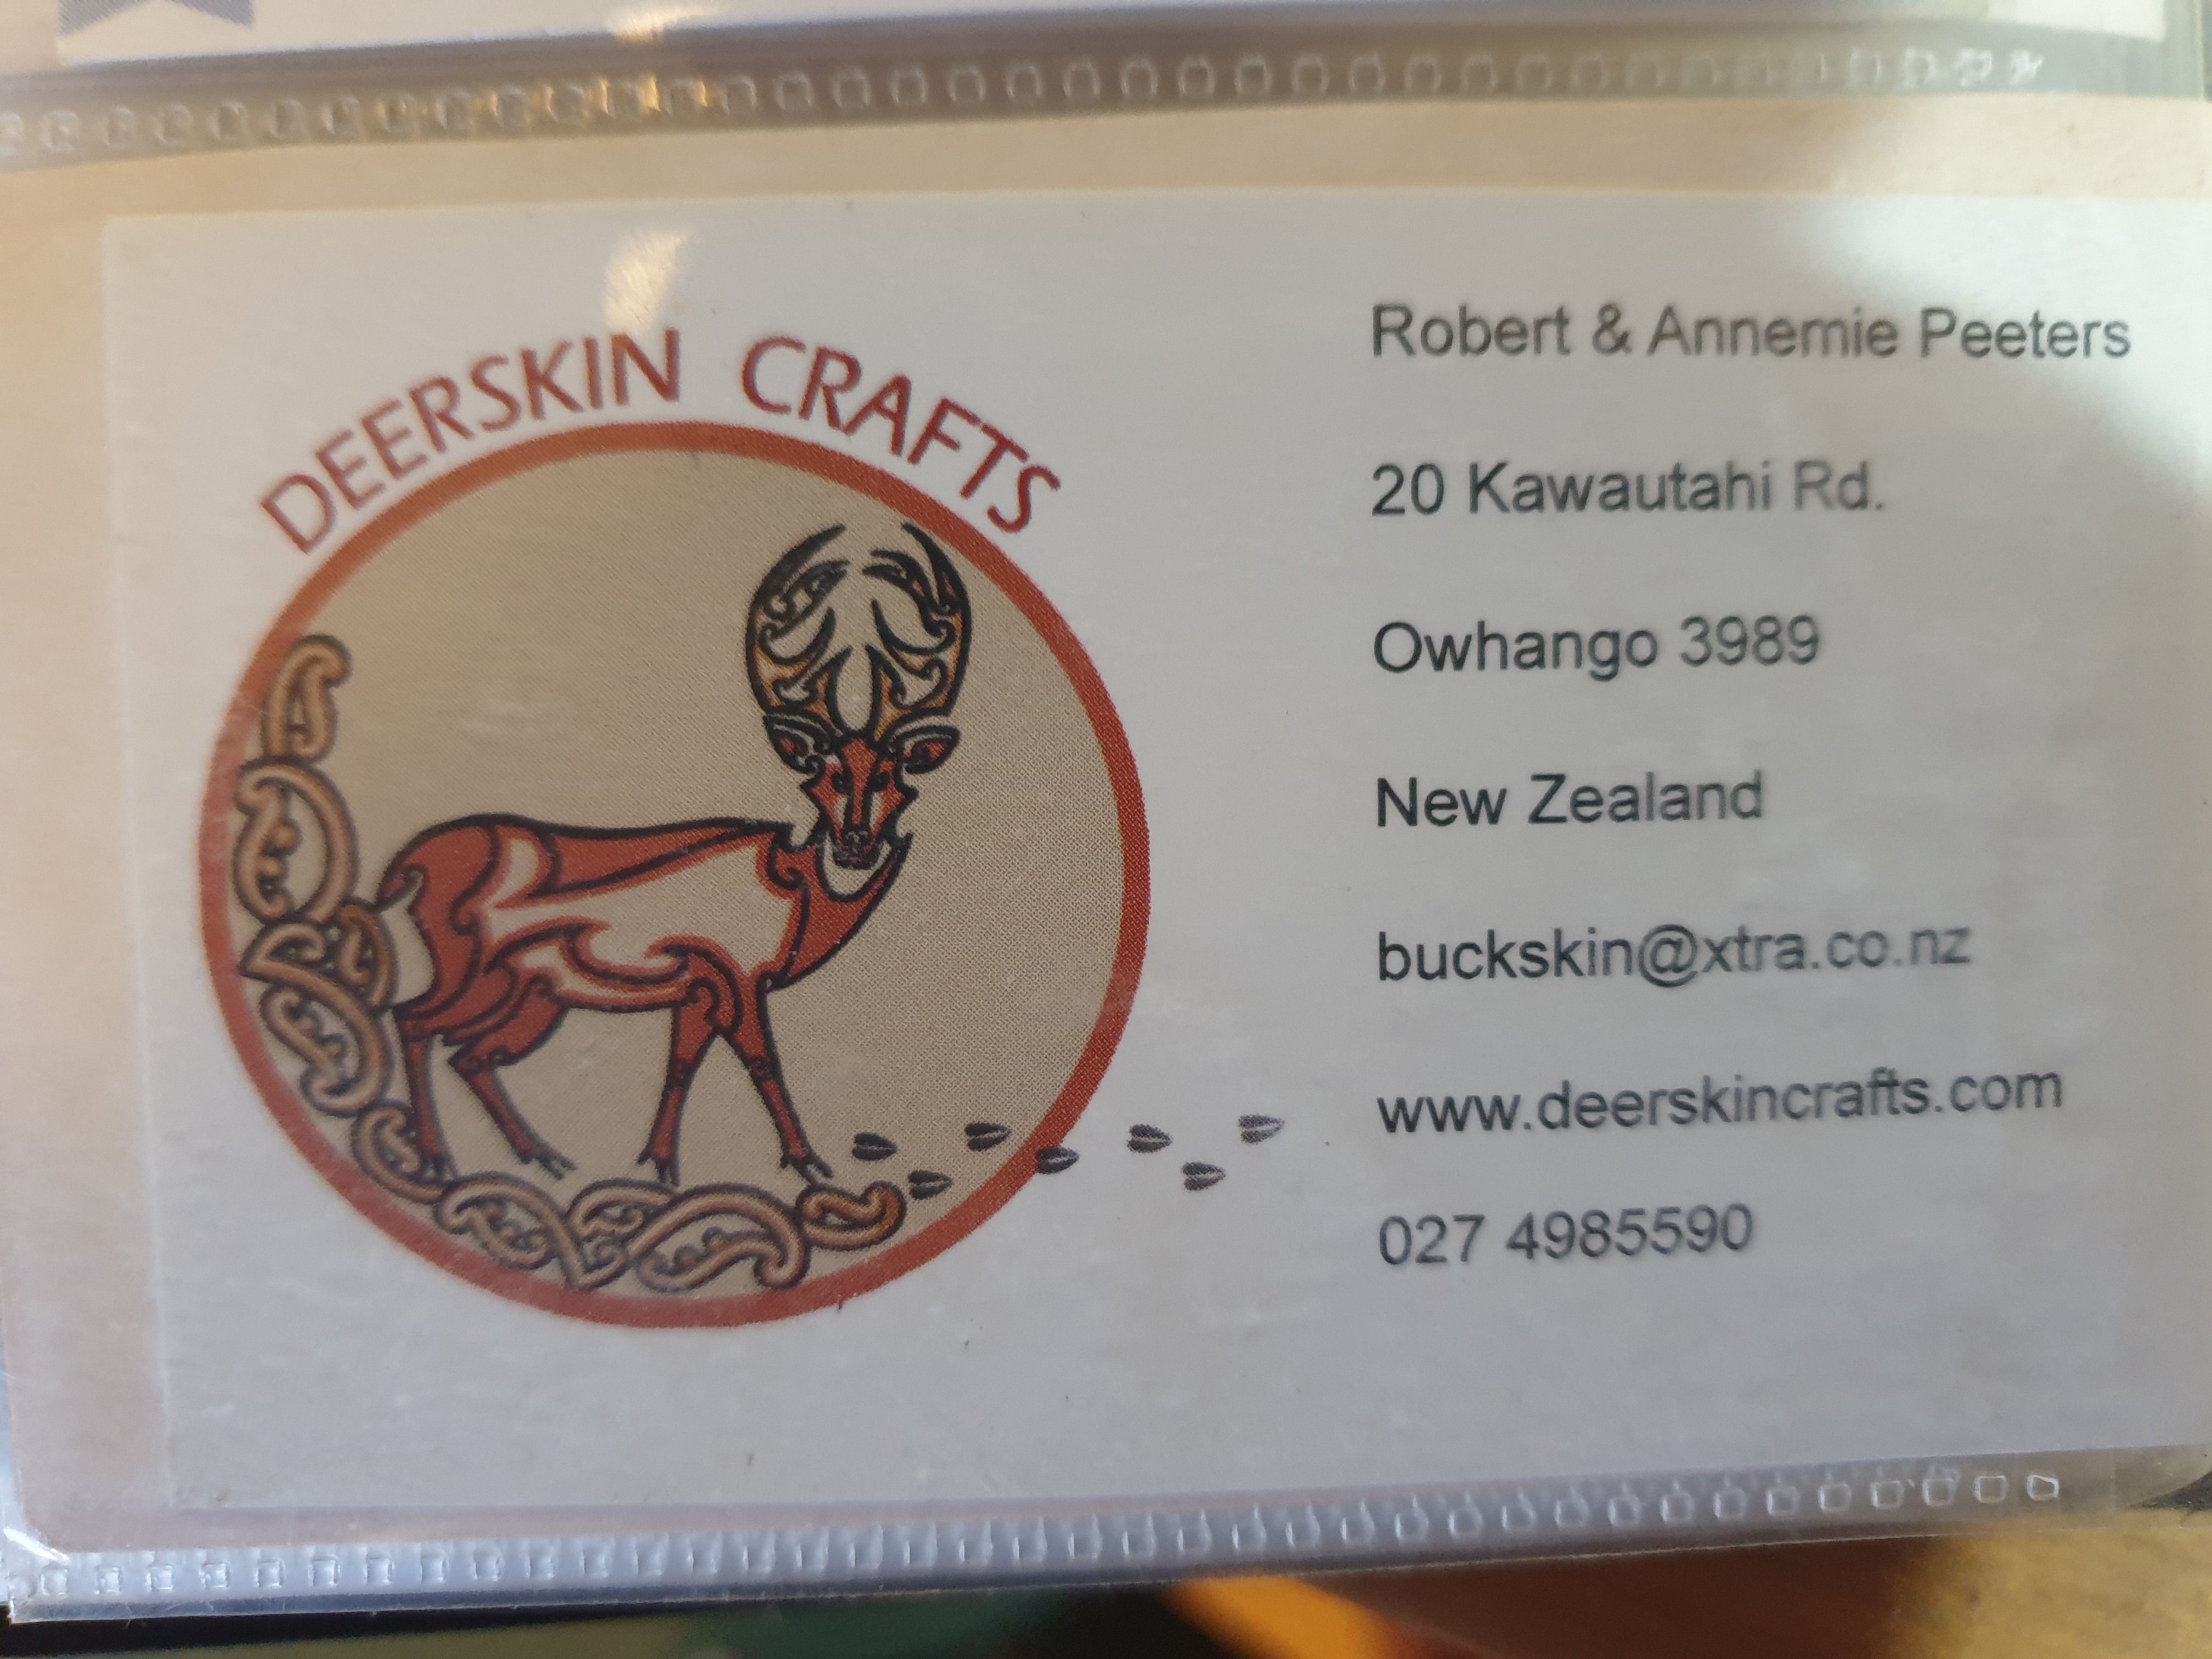 DEERSKIN CRAFTS
Robert & Annemie Peeters
20 Kawautahi Rd.
Owhango 3989
New Zealand
buckskin@xtra.co.nz
www.deerskincrafts.com
027 4985590